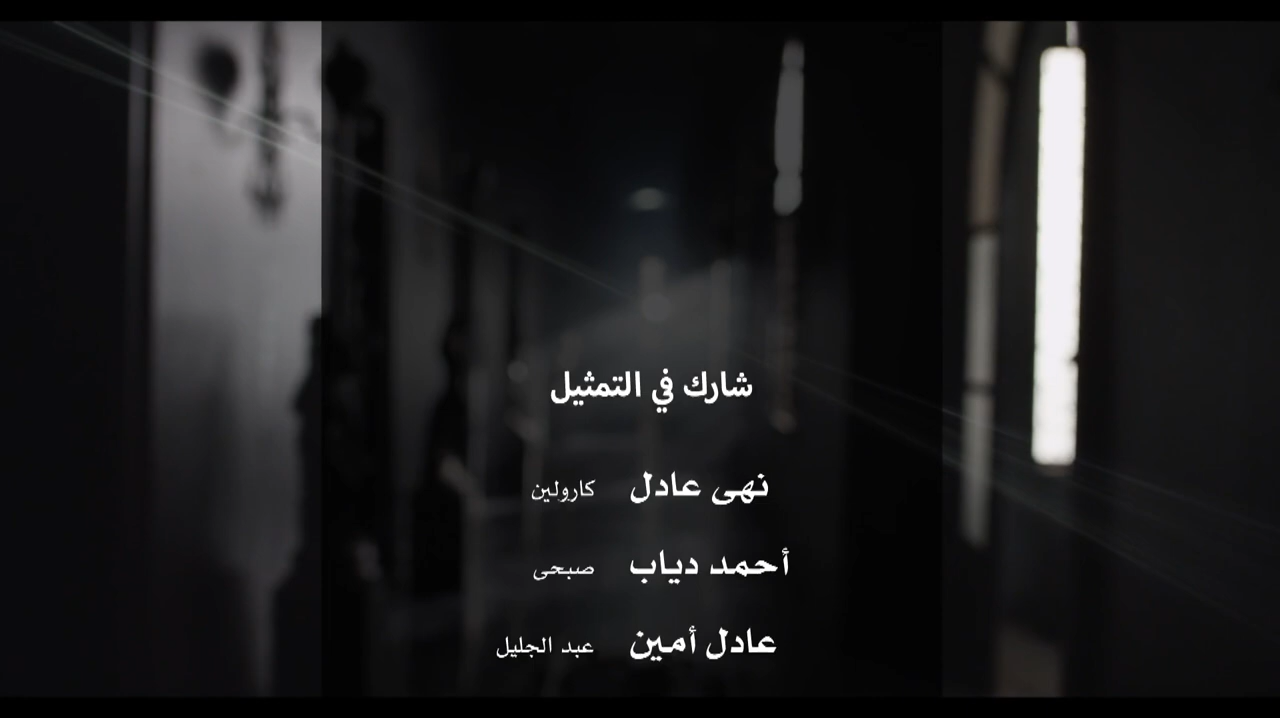 شارك في التمثيل
نهى عادل كارولين
أحمد دياب صبحى
عادل أمين عبد الجليل